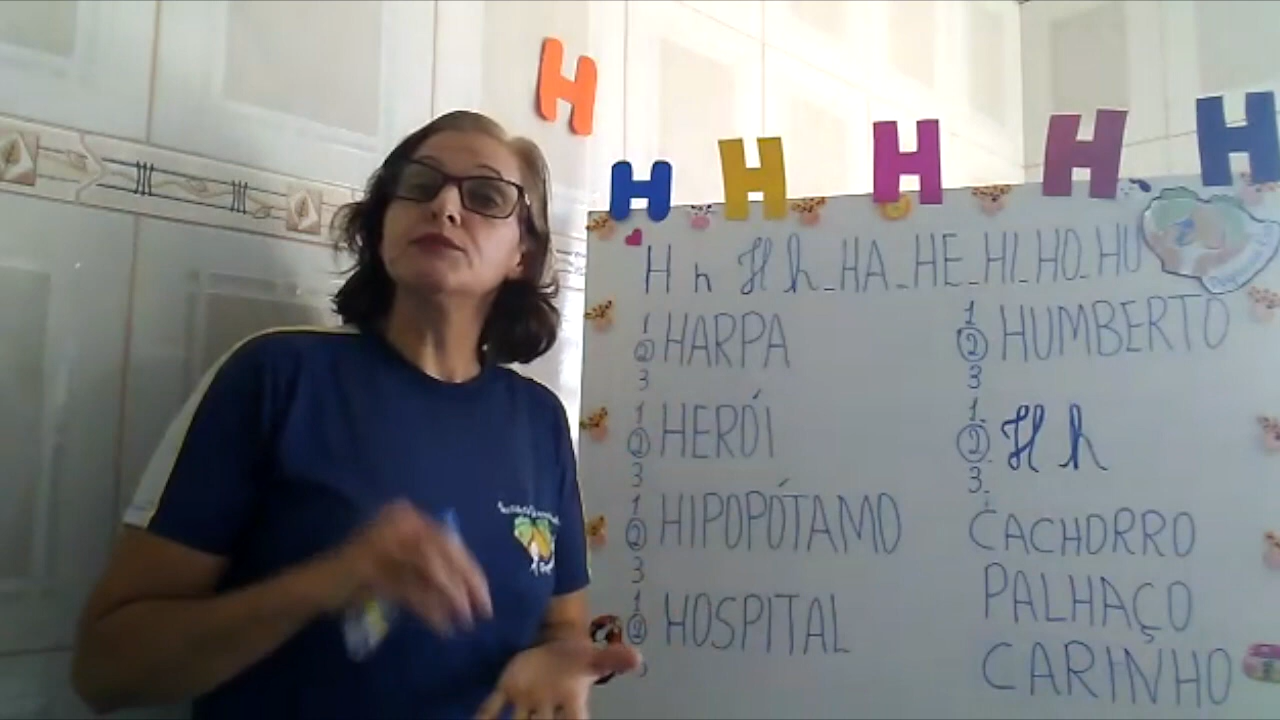 H
H H H H H
H h H h_HA_HE_HI_HO_HU
1
2 HARPA
3
1
2 HERÓI
3
1
2 HIPOPÓTAMO
3
1
2 HOSPITAL
3
1
2 HUMBERTO
3
1
2 H h
3
CACHORRO
PALHAÇO
CARINHO